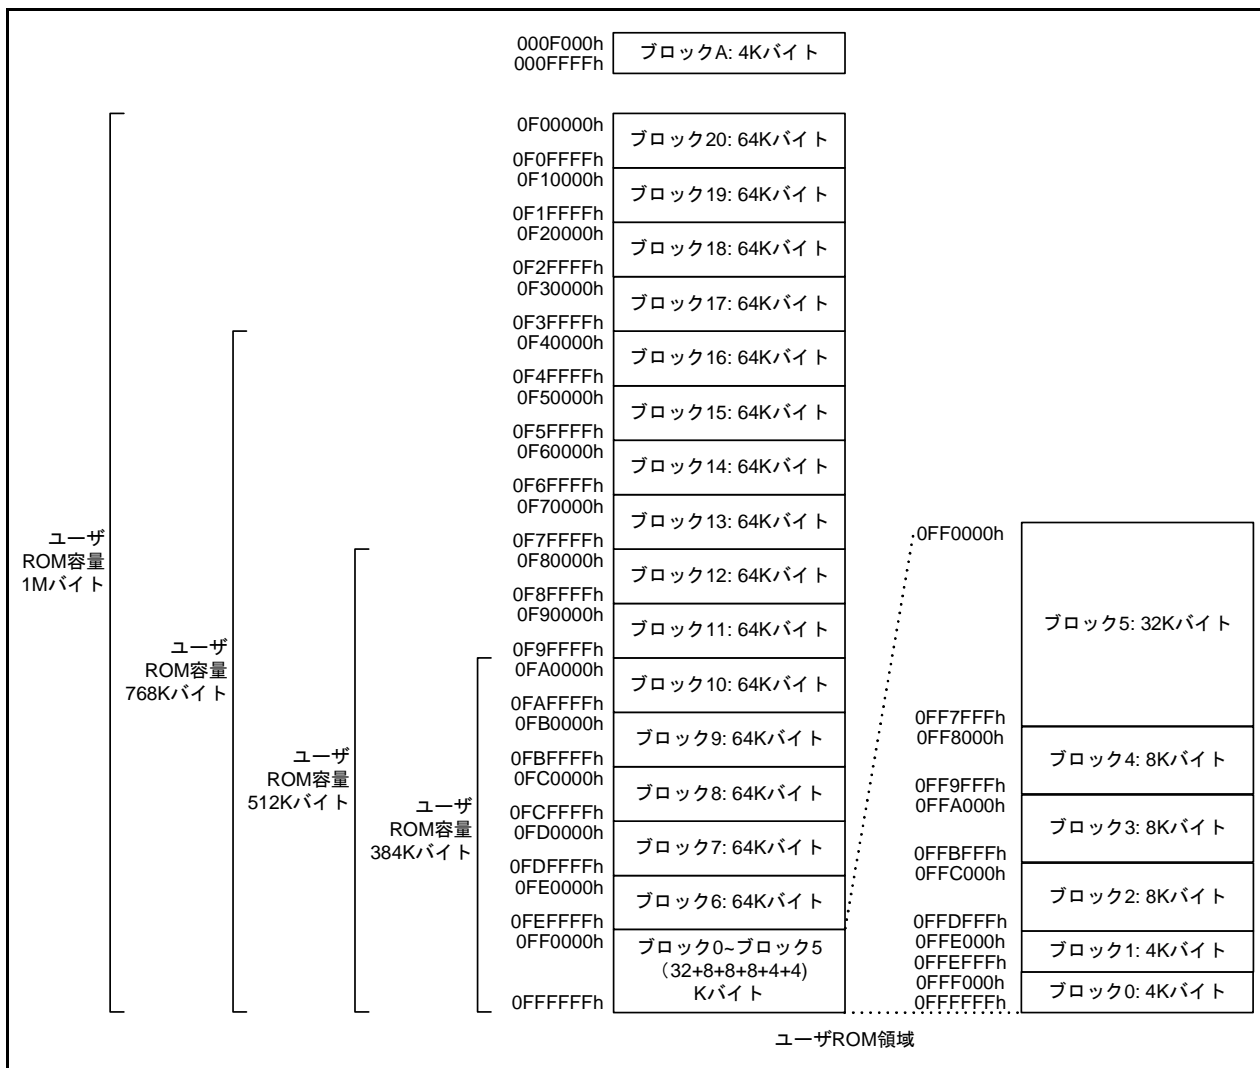 000F000h
000FFFFh
ブロックA: 4Kバイト
0F00000h
ブロック20: 64Kバイト
0F0FFFFh
0F10000h
ブロック19: 64Kバイト
0F1FFFFh
0F20000h
ブロック18: 64Kバイト
0F2FFFFh
0F30000h
ブロック17: 64Kバイト
0F3FFFFh
0F40000h
ブロック16: 64Kバイト
0F4FFFFh
0F50000h
ブロック15: 64Kバイト
0F5FFFFh
0F60000h
ブロック14: 64Kバイト
0F6FFFFh
0F70000h
ブロック13: 64Kバイト
0F7FFFFh
0F80000h
ブロック12: 64Kバイト
0F8FFFFh
0F90000h
ブロック11: 64Kバイト
0F9FFFFh
0FA0000h
ブロック10: 64Kバイト
0FAFFFFh
0FB0000h
ブロック9: 64Kバイト
0FBFFFFh
0FC0000h
ブロック8: 64Kバイト
0FCFFFFh
0FD0000h
ブロック7: 64Kバイト
0FDFFFFh
0FE0000h
ブロック6: 64Kバイト
0FEFFFFh
0FF0000h
ブロック0~ブロック5
（32+8+8+8+4+4)
Kバイト
0FFFFFFh
ユーザ
ROM容量
1Mバイト
ユーザ
ROM容量
768Kバイト
ユーザ
ROM容量
512Kバイト
ユーザ
ROM容量
384Kバイト
0FF0000h
ブロック5: 32Kバイト
0FF7FFFh
0FF8000h
ブロック4: 8Kバイト
0FF9FFFh
0FFA000h
ブロック3: 8Kバイト
0FFBFFFh
0FFC000h
ブロック2: 8Kバイト
0FFDFFFh
0FFE000h
ブロック1: 4Kバイト
0FFEFFFh
0FFF000h
ブロック0: 4Kバイト
0FFFFFFh
ユーザROM領域